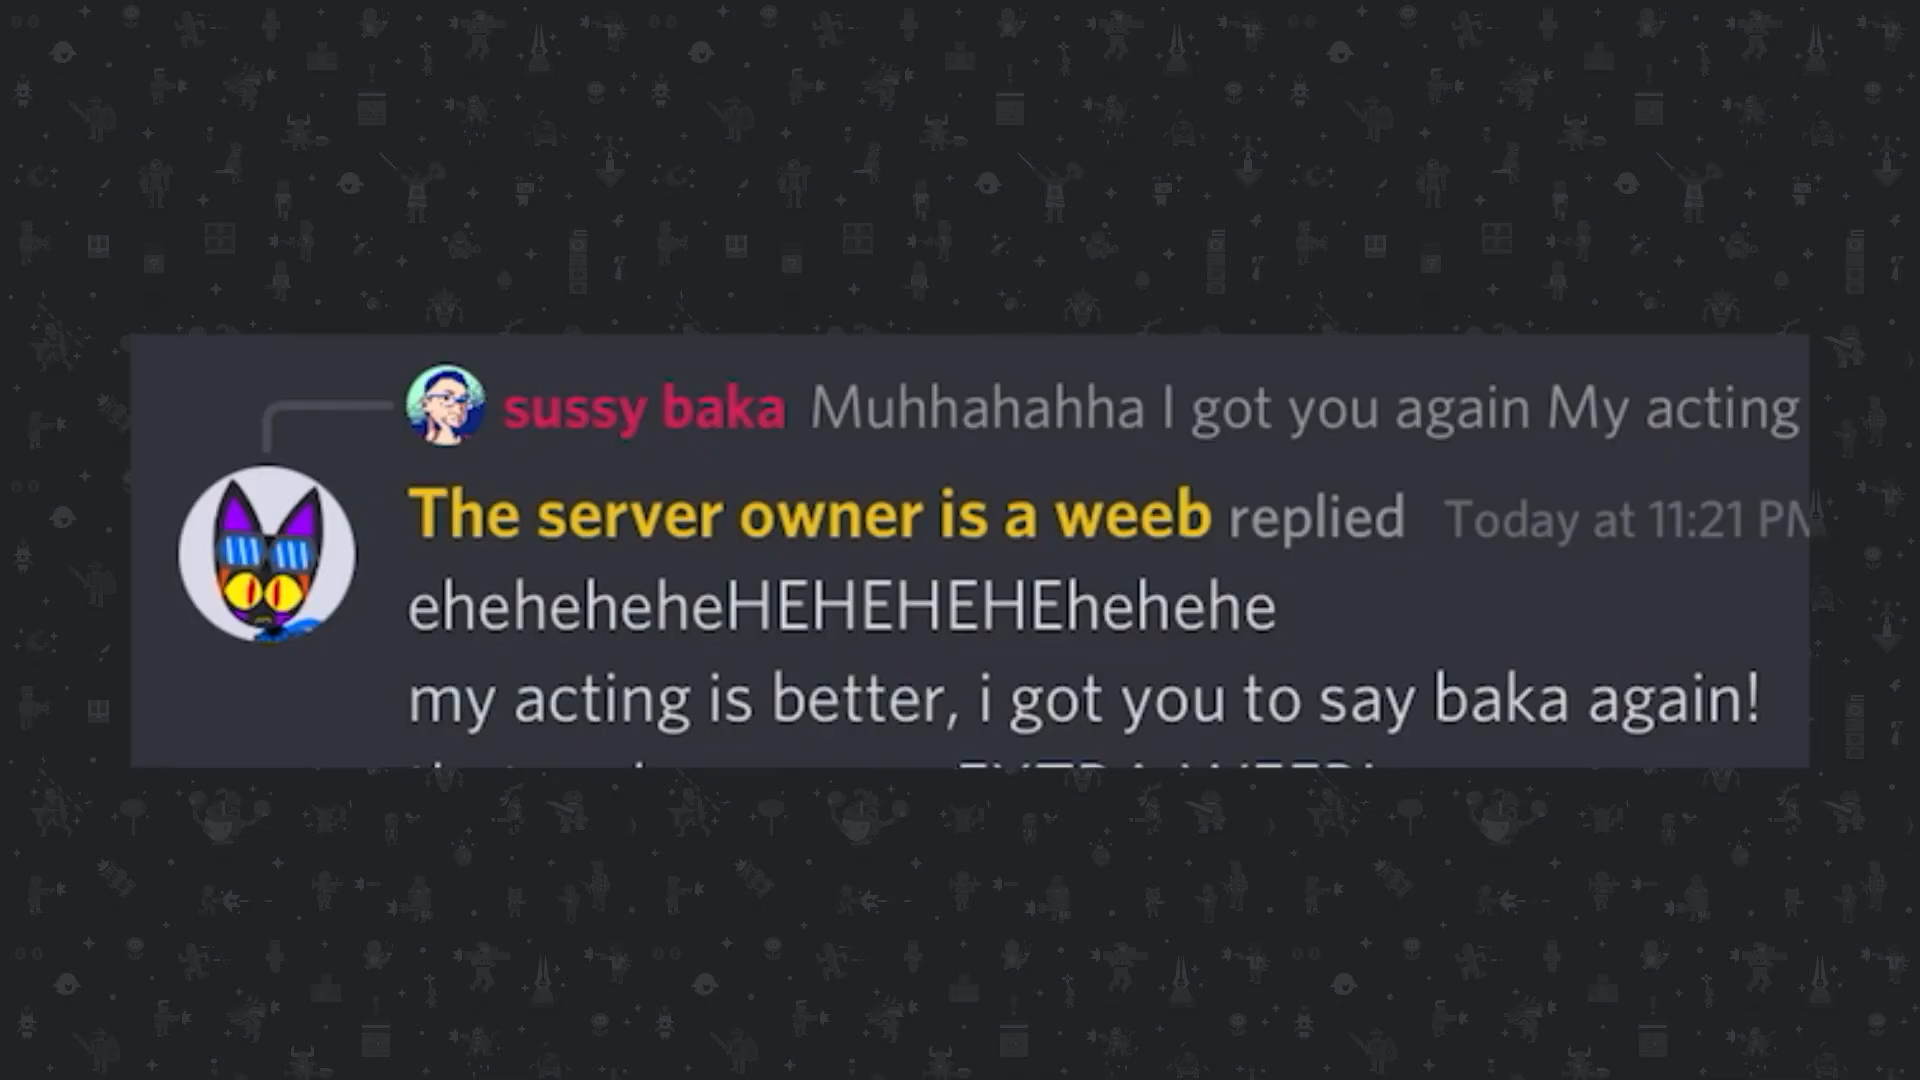 sussy baka Muhhahahha I got you again My acting
The server owner is a weeb replied Today at 11:21 PM
eheheheheHEHEHEHEhehehe
my acting is better, i got you to say baka again!